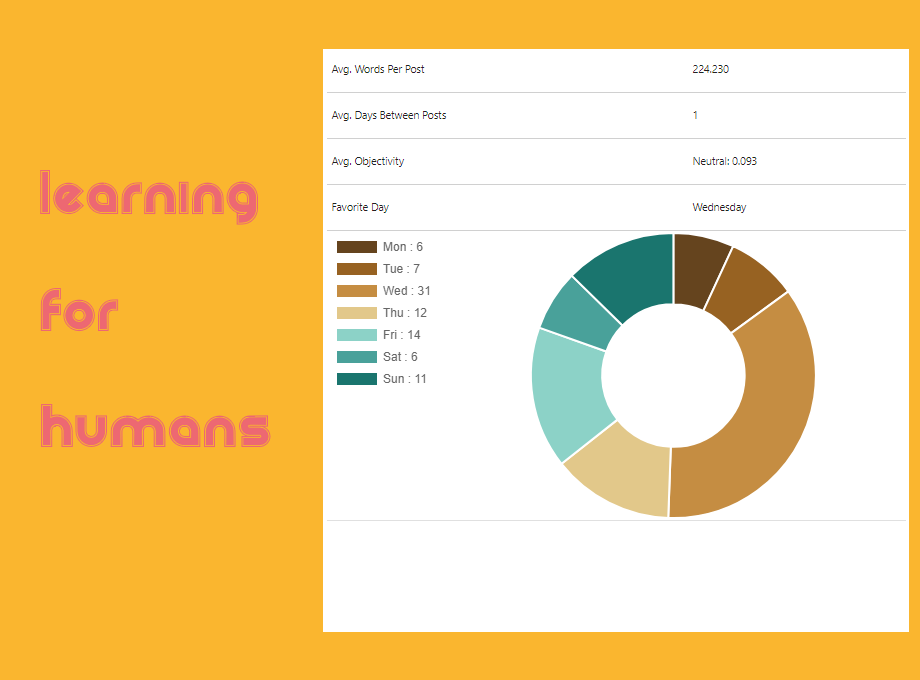 learning
for
humans
Avg. Words Per Post 224.230
Avg. Days Between Posts 1
Avg. Objectivity Neutral: 0.093
Favorite Day Wednesday
Mon : 6
Tue : 7
Wed : 31
Thu : 12
Fri : 14
Sat : 6
Sun : 11